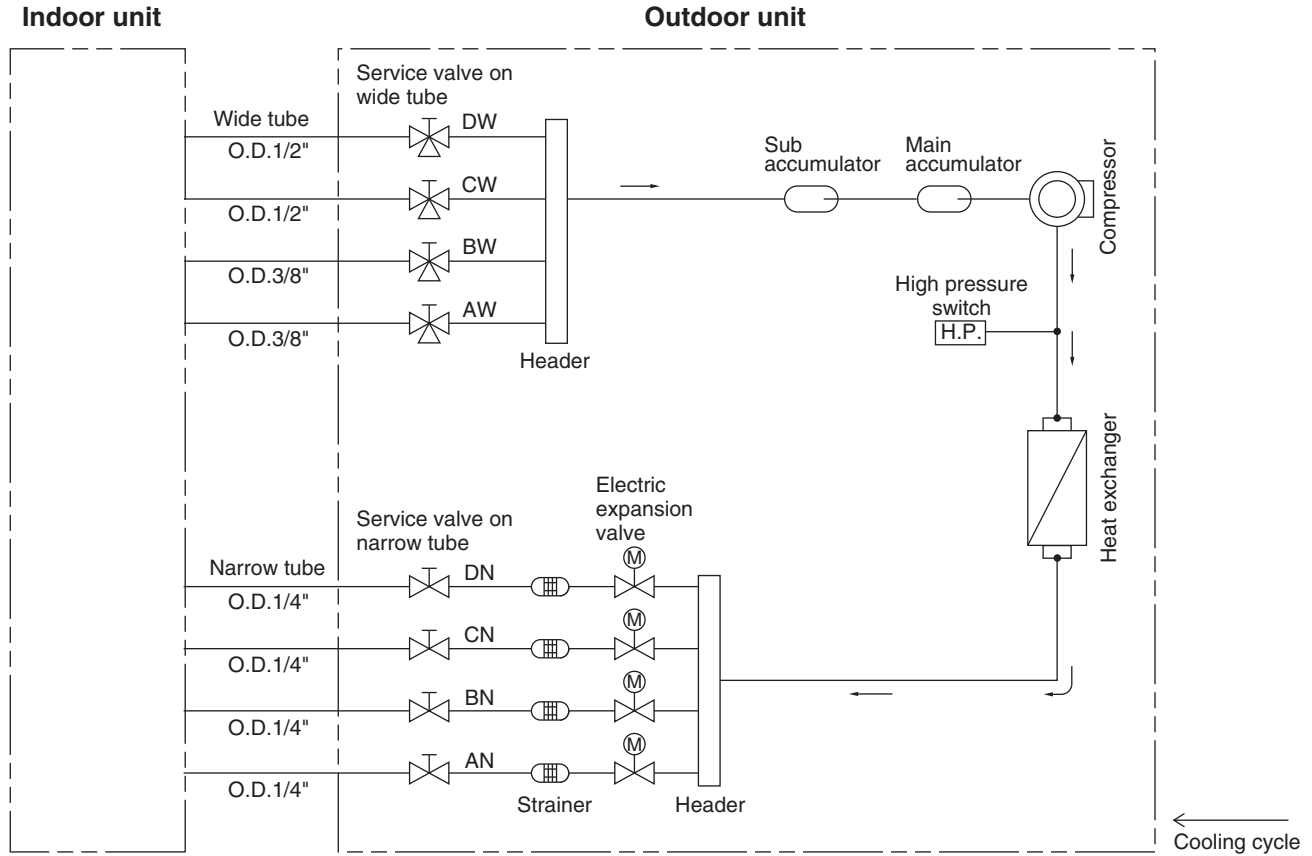 Indoor unit
Outdoor unit
Service valve on
wide tube
Wide tube
DW
O.D.1/2"
CW
O.D.1/2"
BW
O.D.3/8"
AW
O.D.3/8"
Header
Sub
accumulator
Main
accumulator
Compressor
High pressure
switch
H.P.
Heat exchanger
Electric
expansion
valve
Service valve on
narrow tube
Narrow tube
DN
M
O.D.1/4"
CN
M
O.D.1/4"
BN
M
O.D.1/4"
AN
M
O.D.1/4"
Strainer
Header
Cooling cycle